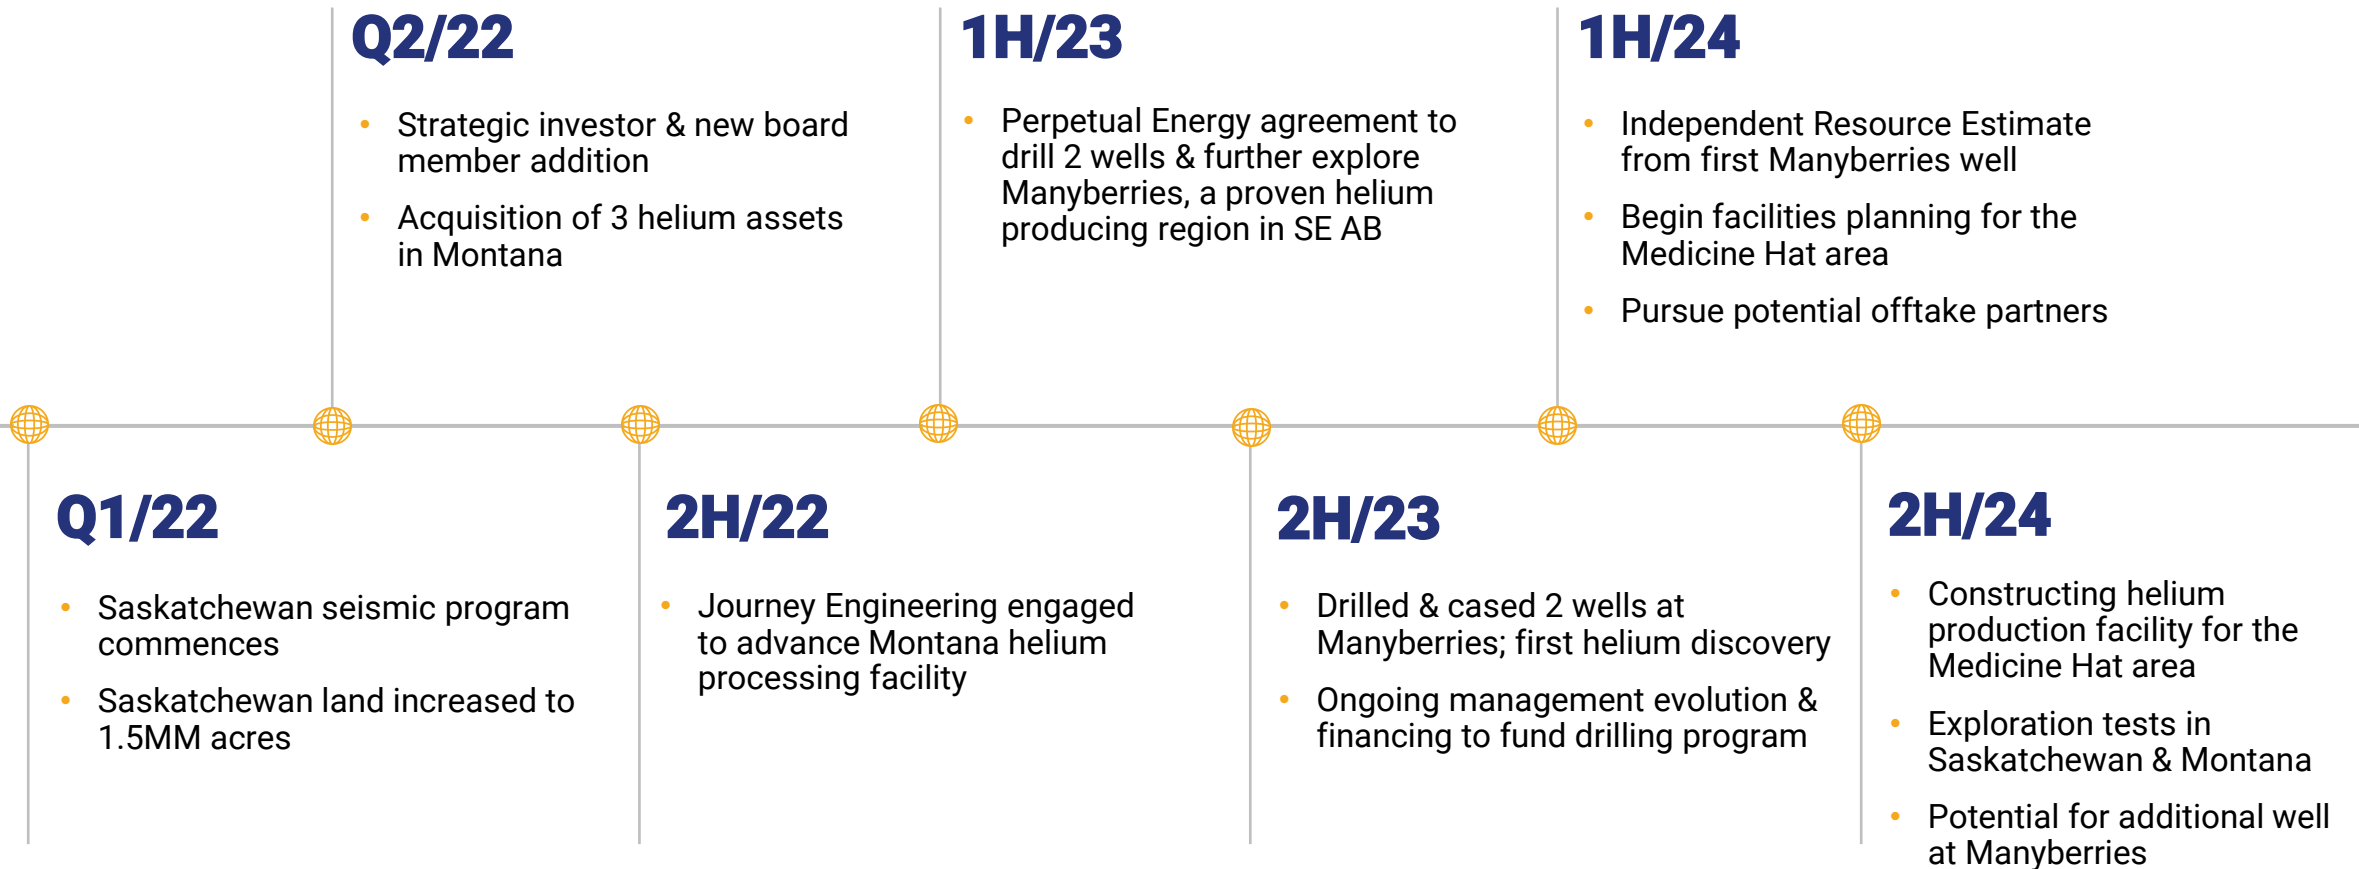 Q2/22
• Strategic investor & new board
member addition
• Acquisition of 3 helium assets
in Montana
1H/23
• Perpetual Energy agreement to
drill 2 wells & further explore
Manyberries, a proven helium
producing region in SE AB
1H/24
• Independent Resource Estimate
from first Manyberries well
• Begin facilities planning for the
Medicine Hat area
• Pursue potential offtake partners
Q1/22
• Saskatchewan seismic program
commences
• Saskatchewan land increased to
1.5MM acres
2H/22
• Journey Engineering engaged
to advance Montana helium
processing facility
2H/23
• Drilled & cased 2 wells at
Manyberries; first helium discovery
• Ongoing management evolution &
financing to fund drilling program
2H/24
• Constructing helium
production facility for the
Medicine Hat area
• Exploration tests in
Saskatchewan & Montana
• Potential for additional well
at Manyberries